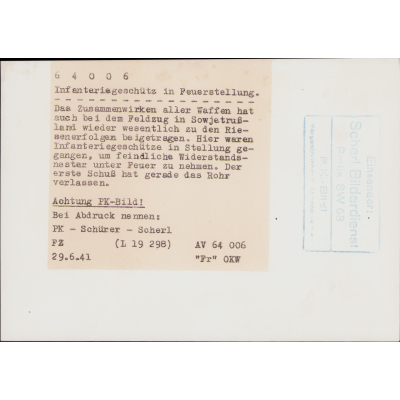 64006
Infanteriegeschütz in Feuerstellung.
Das Zusammenwirken aller Waffen hat
auch bei dem Feldzug in Sowjetruß-
land wieder wesentlich zu den Rie-
senerfolgen beigetragen. Hier waren
Infanteriegeschütze in Stellung ge-
gangen, um feindliche Widerstands-
nester unter Feuer zu nehmen. Der
erste Schuß hat gerade das Rohr
verlassen.
Achtung PK-Bild!
Bei Abdruck nennen:
PK - Schürer - Scherl
FZ (L 19 298) AV 64 006
29.6.41 "Fr" OKW
Scherl Bilderdienst
SW 68